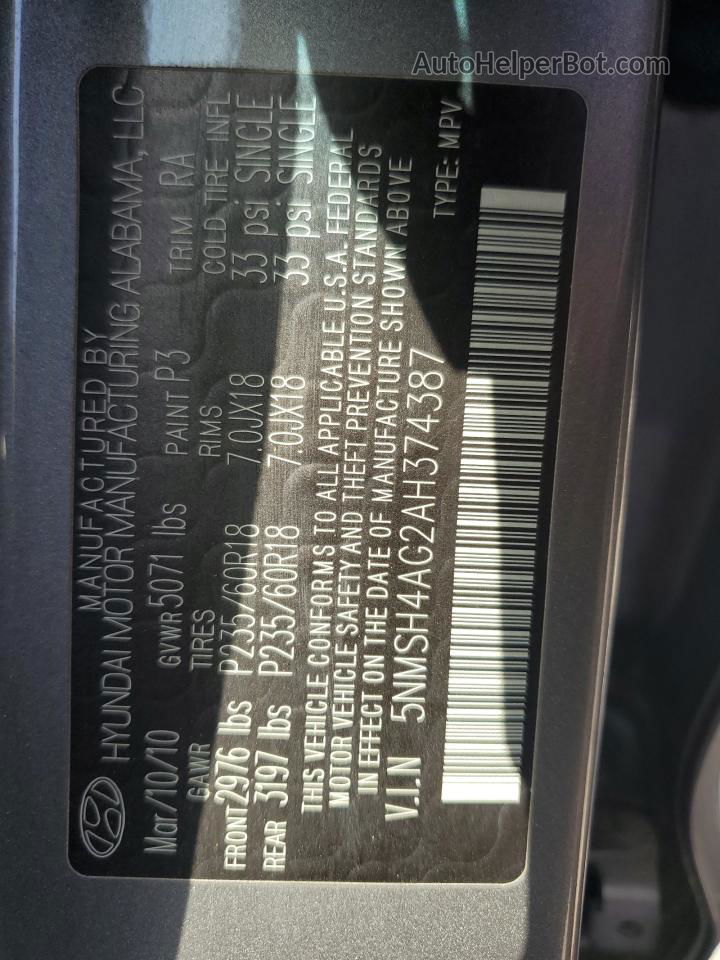 AutoHelperBot.com
MANUFACTURED BY
HYUNDAI MOTOR MANUFACTURING ALABAMA, LLC
Mar/10/10 GVWR 5071 lbs PAINT P3 TRIM: RA
GAWR TIRES RIMS COLD TIRE INFL
FRONT 2976 lbs P235/60R18 7.0JX18 33 psi SINGLE
REAR 3197 lbs P235/60R18 7.0JX18 33 psi SINGLE
THIS VEHICLE CONFORMS TO ALL APPLICABLE U.S.A. FEDERAL
MOTOR VEHICLE SAFETY AND THEFT PREVENTION STANDARDS
IN EFFECT ON THE DATE OF MANUFACTURE SHOWN ABOVE
V.I.N 5NMSH4AG2AH374387 TYPE: MPV